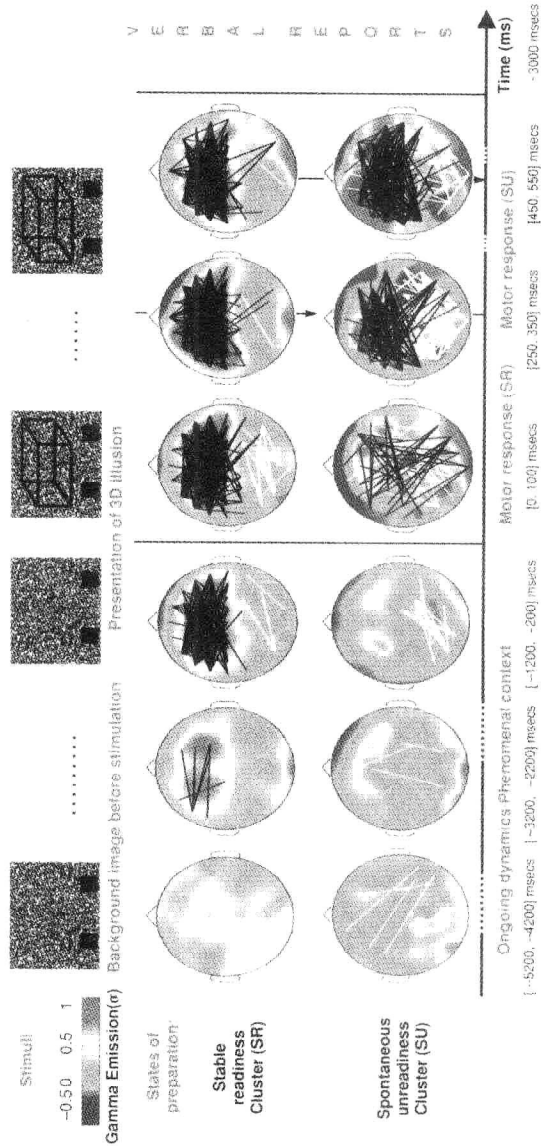 Stimuli
−0.50 0.5 1
Gamma Emission(σ)
Background image before stimulation
Presentation of 3D illusion
States of
preparation:
Stable
readiness
Cluster (SR)
Spontaneous
unreadiness
Cluster (SU)
V E R B A L R E P O R T S
Ongoing dynamics Phenomenal context
Motor response (SR)
Motor response (SU)
Time (ms)
[ −5200, −4200] msecs
[ −3200, −2200] msecs
[ −1200, −200] msecs
[0, 100] msecs
[250, 350] msecs
[450, 550] msecs
- 3000 msecs